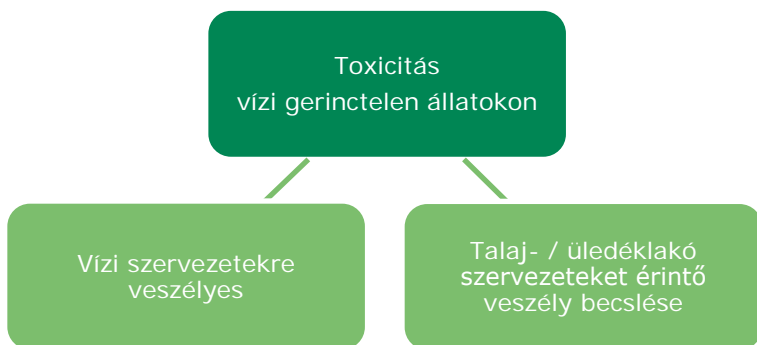 Toxicitás
vízi gerinctelen állatokon
Vízi szervezetekre
veszélyes
Talaj- / üledéklakó
szervezeteket érintő
veszély becslése